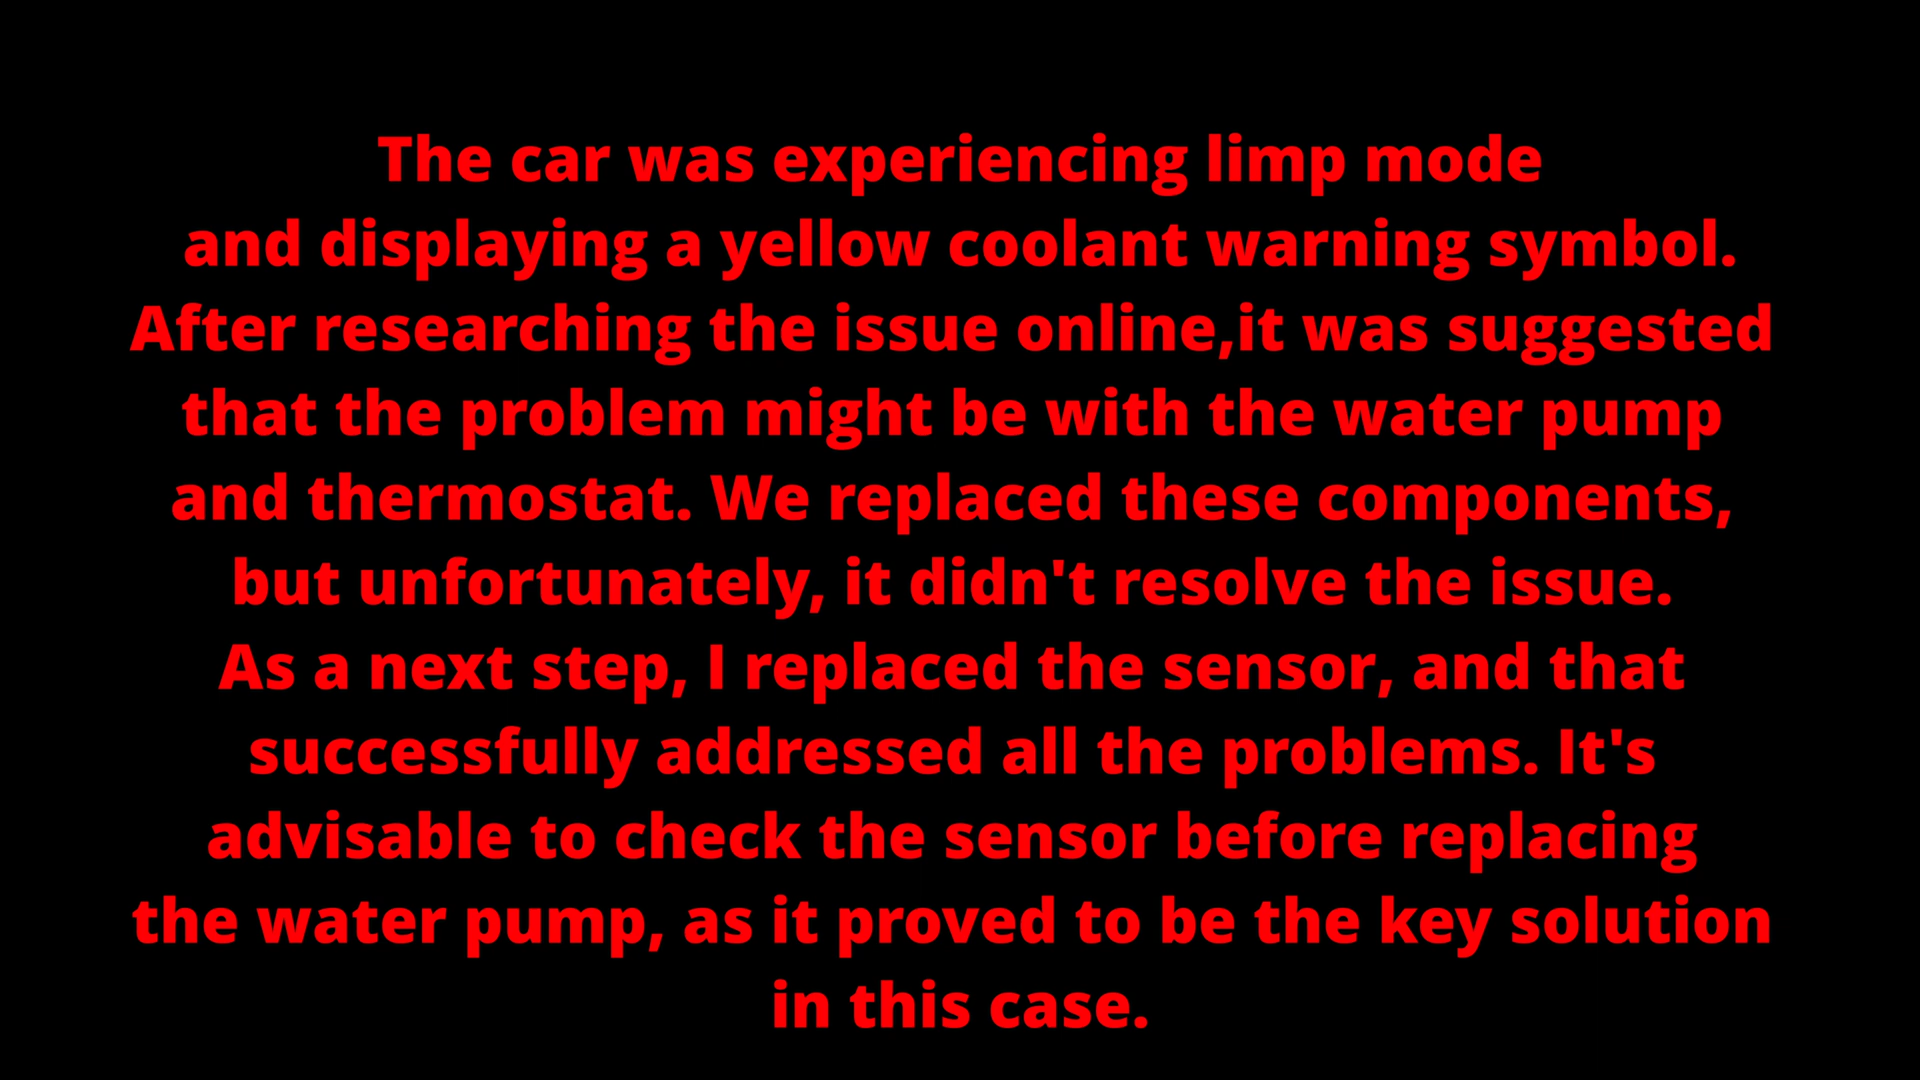 The car was experiencing limp mode
and displaying a yellow coolant warning symbol.
After researching the issue online,it was suggested
that the problem might be with the water pump
and thermostat. We replaced these components,
but unfortunately, it didn't resolve the issue.
As a next step, I replaced the sensor, and that
successfully addressed all the problems. It's
advisable to check the sensor before replacing
the water pump, as it proved to be the key solution
in this case.